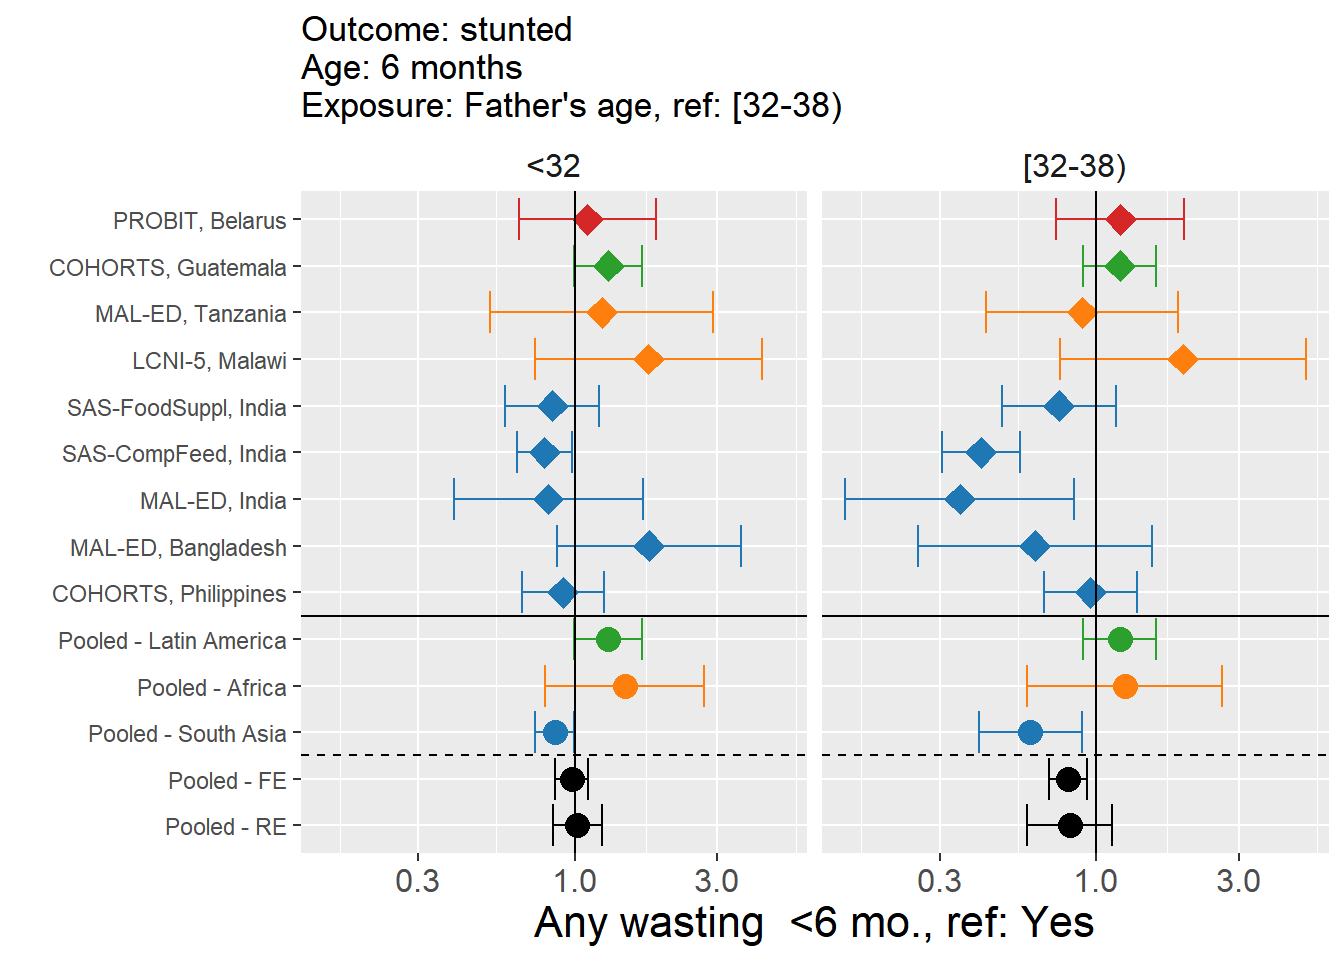 Outcome: stunted
Age: 6 months
Exposure: Father's age, ref: [32-38)
<32
[32-38)
PROBIT, Belarus
COHORTS, Guatemala
MAL-ED, Tanzania
LCNI-5, Malawi
SAS-FoodSuppl, India
SAS-CompFeed, India
MAL-ED, India
MAL-ED, Bangladesh
COHORTS, Philippines
Pooled - Latin America
Pooled - Africa
Pooled - South Asia
Pooled - FE
Pooled - RE
0.3 1.0 3.0
0.3 1.0 3.0
Any wasting  <6 mo., ref: Yes